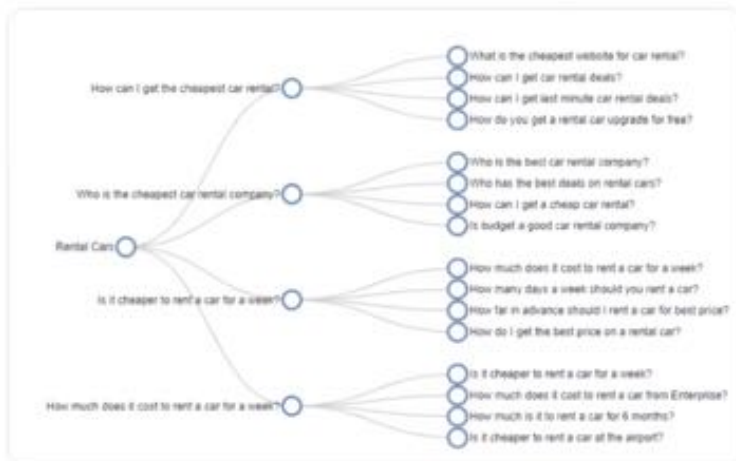 What is the cheapest website for car rental?
How can I get the cheapest car rental?
How can I get car rental deals?
How can I get last minute car rental deals?
How do you get a rental car upgrade for free?
Who is the best car rental company?
Who is the cheapest car rental company?
Who has the best deals on rental cars?
How can I get a cheap car rental?
Is budget a good car rental company?
Rental Cars
How much does it cost to rent a car for a week?
Is it cheaper to rent a car for a week?
How many days a week should you rent a car?
How far in advance should I rent a car for best price?
How do I get the best price on a rental car?
Is it cheaper to rent a car for a week?
How much does it cost to rent a car for a week?
How much does it cost to rent a car from Enterprise?
How much is it to rent a car for 6 months?
Is it cheaper to rent a car at the airport?